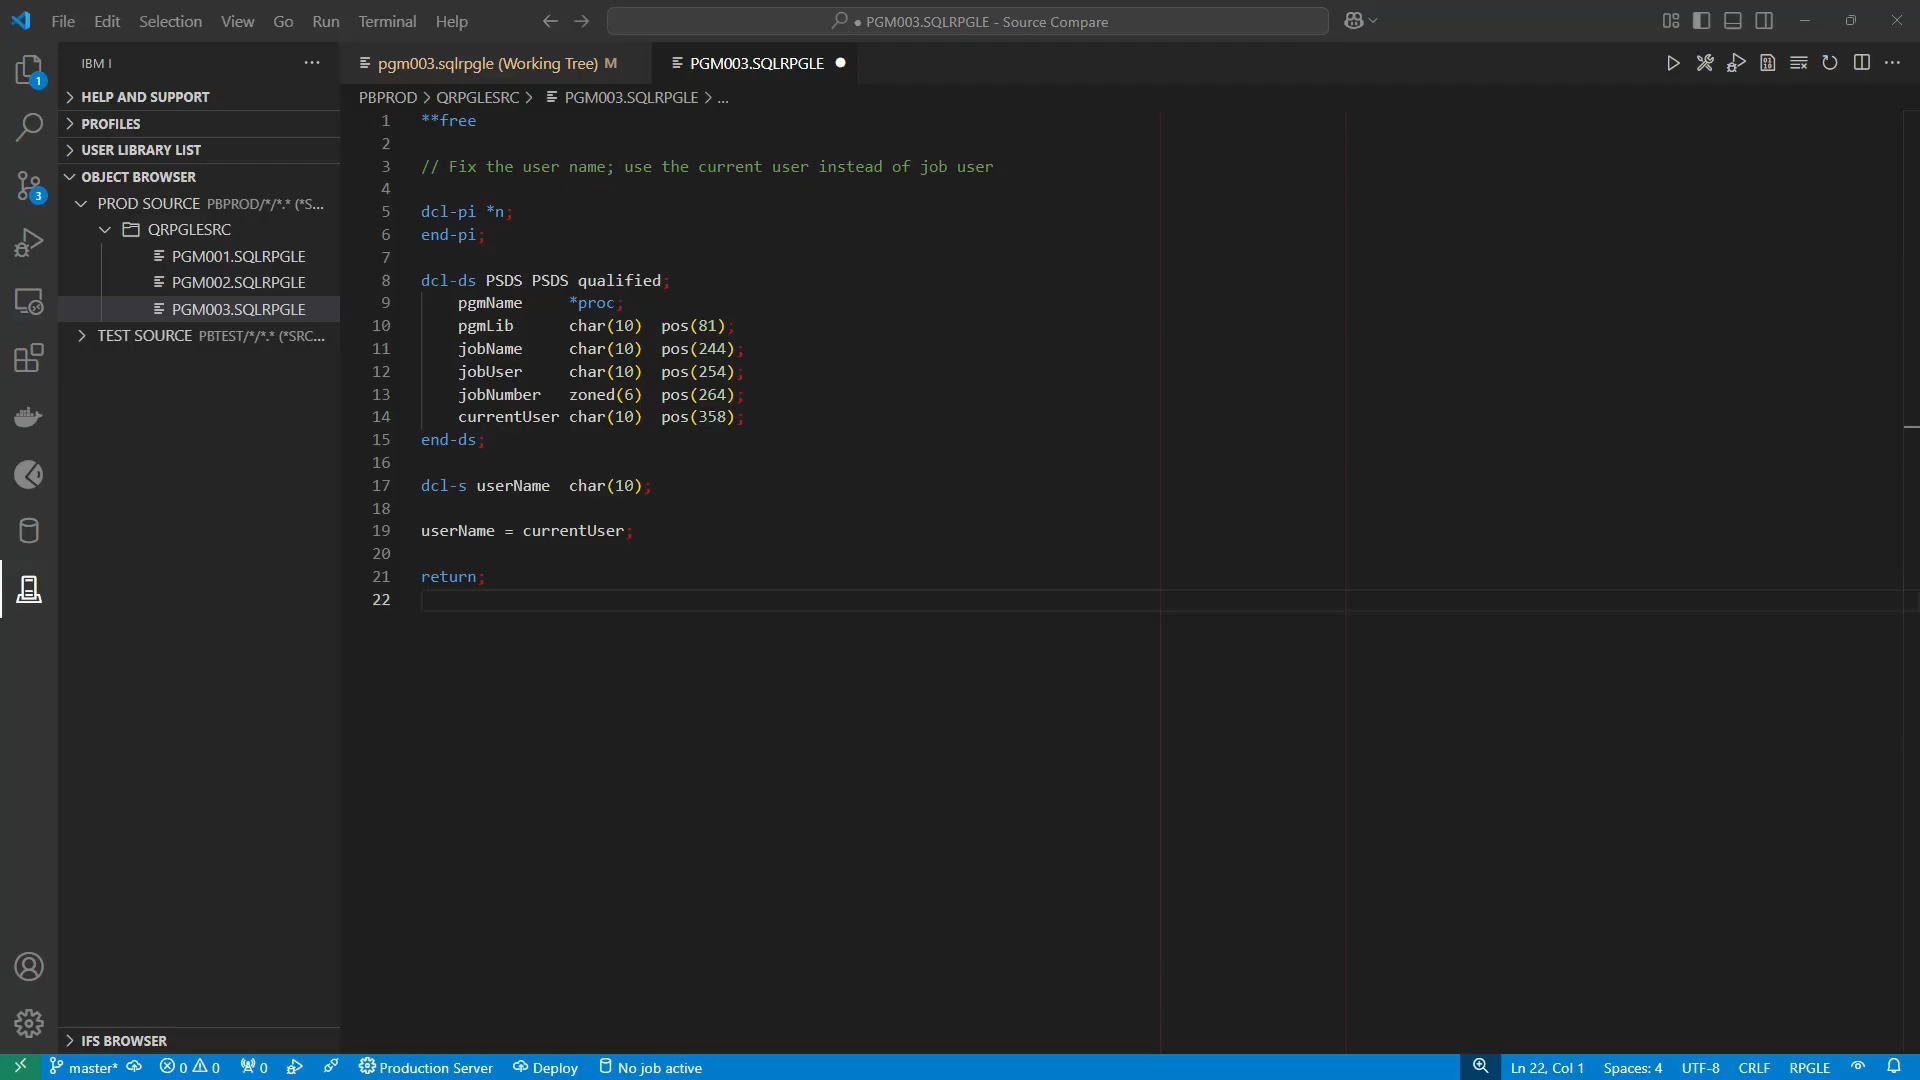 File Edit Selection View Go Run Terminal Help
● PGM003.SQLRPGLE - Source Compare
IBM I
pgm003.sqlrpgle (Working Tree) M
PGM003.SQLRPGLE
HELP AND SUPPORT
PROFILES
USER LIBRARY LIST
OBJECT BROWSER
PROD SOURCE PBPROD/*/*.* (*S...
QRPGLESRC
PGM001.SQLRPGLE
PGM002.SQLRPGLE
PGM003.SQLRPGLE
TEST SOURCE PBTEST/*/*.* (*SRC...
IFS BROWSER
1
3
PBPROD > QRPGLESRC > PGM003.SQLRPGLE > ...
1 **free
2
3 // Fix the user name; use the current user instead of job user
4
5 dcl-pi *n;
6 end-pi;
7
8 dcl-ds PSDS PSDS qualified;
9 pgmName *proc;
10 pgmLib char(10) pos(81);
11 jobName char(10) pos(244);
12 jobUser char(10) pos(254);
13 jobNumber zoned(6) pos(264);
14 currentUser char(10) pos(358);
15 end-ds;
16
17 dcl-s userName char(10);
18
19 userName = currentUser;
20
21 return;
22
master* 0 0 0 Production Server Deploy No job active Ln 22, Col 1 Spaces: 4 UTF-8 CRLF RPGLE